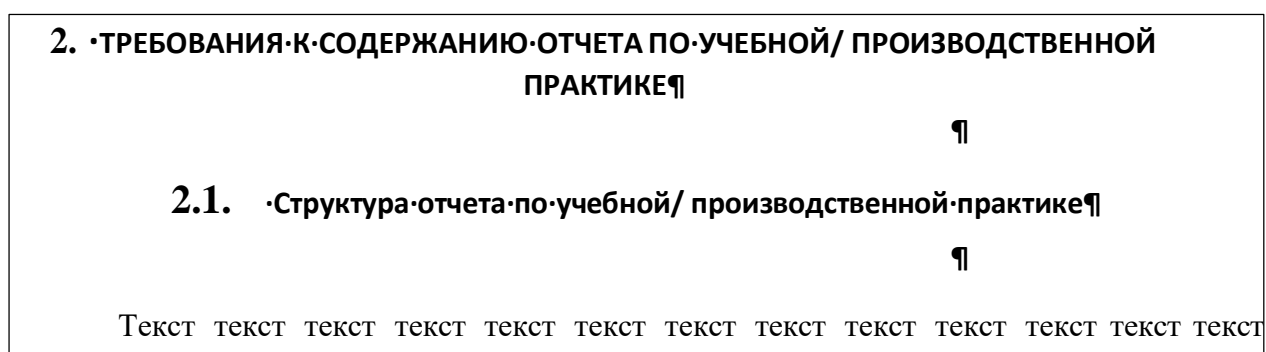 2. ·ТРЕБОВАНИЯ·К·СОДЕРЖАНИЮ·ОТЧЕТА ПО·УЧЕБНОЙ/ ПРОИЗВОДСТВЕННОЙ
ПРАКТИКЕ¶
¶
2.1. ·Структура·отчета·по·учебной/ производственной·практике¶
¶
Текст текст текст текст текст текст текст текст текст текст текст текст текст